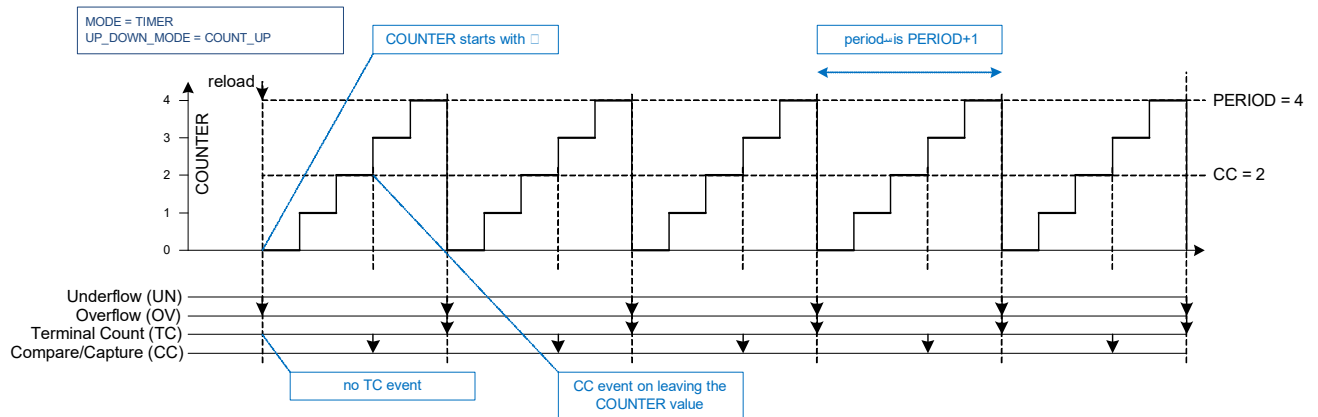 MODE = TIMER
UP_DOWN_MODE = COUNT_UP
COUNTER starts with
period is PERIOD+1
reload
4
3
2
1
0
COUNTER
PERIOD = 4
CC = 2
Underflow (UN)
Overflow (OV)
Terminal Count (TC)
Compare/Capture (CC)
no TC event
CC event on leaving the
COUNTER value